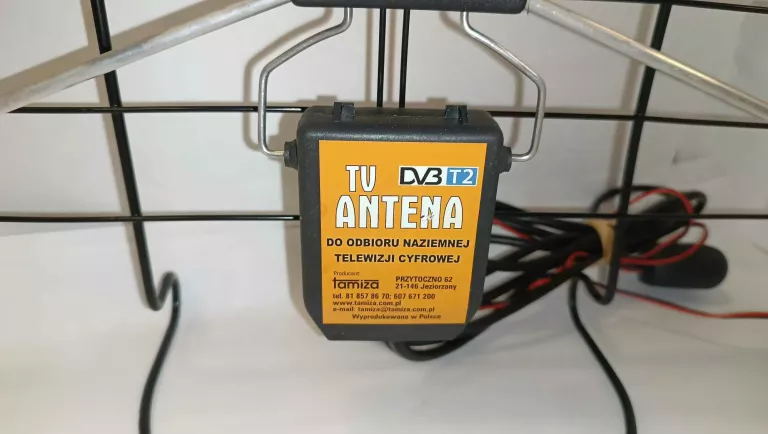 TV
DVB T2
ANTENA
DO ODBIORU NAZIEMNEJ
TELEWIZJI CYFROWEJ
Producent:
tamiza
PRZYTOCZNO 62
21-146 Jeziorzany
tel. 81 857 86 70; 607 671 200
www.tamiza.com.pl
e-mail: tamiza@tamiza.com.pl
Wyprodukowano w Polsce